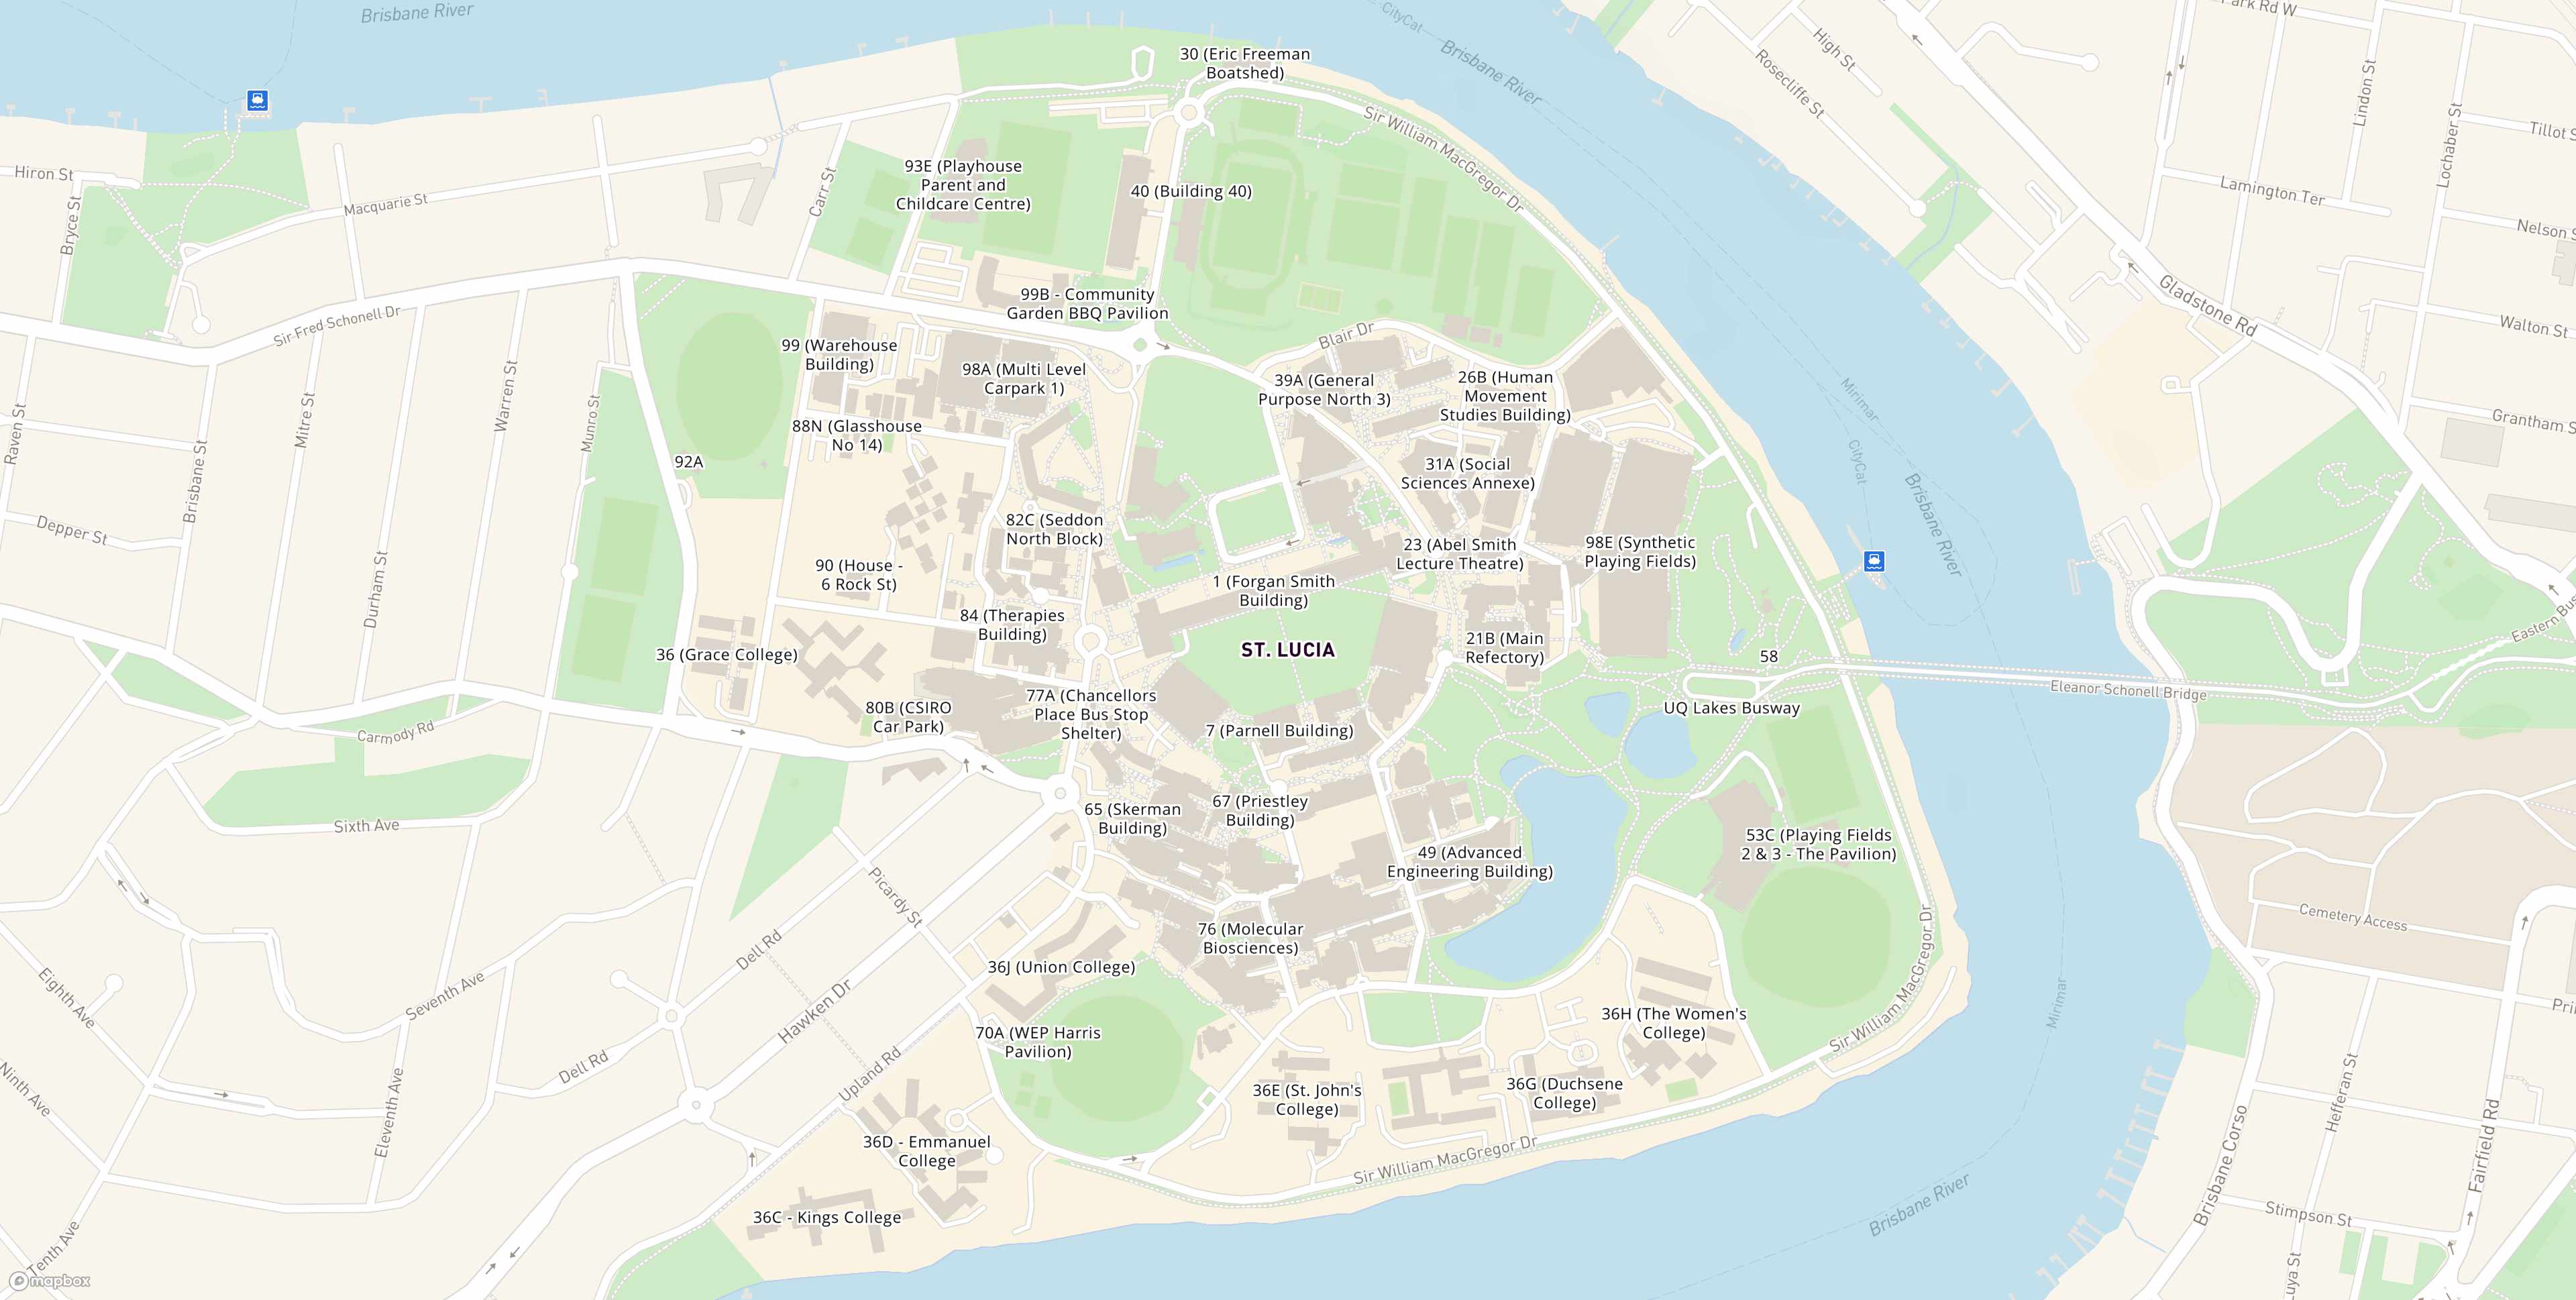 Brisbane River
CityCat
Brisbane River
High St
Park Rd W
Rosecliffe St
Lindon St
Lochaber St
30 (Eric Freeman
Boatshed)
Sir William MacGregor Dr
Hiron St
Bryce St
Macquarie St
Carr St
93E (Playhouse
Parent and
Childcare Centre)
40 (Building 40)
Lamington Ter
Gladstone Rd
Walton St
99B - Community
Garden BBQ Pavilion
Sir Fred Schonell Dr
Blair Dr
99 (Warehouse
Building)
98A (Multi Level
Carpark 1)
39A (General
Purpose North 3)
26B (Human
Movement
Studies Building)
Mirimar
CityCat
Brisbane River
Raven St
Brisbane St
Mitre St
Warren St
Munro St
88N (Glasshouse
No 14)
92A
31A (Social
Sciences Annexe)
Depper St
Durham St
82C (Seddon
North Block)
23 (Abel Smith
Lecture Theatre)
98E (Synthetic
Playing Fields)
90 (House -
6 Rock St)
1 (Forgan Smith
Building)
84 (Therapies
Building)
ST. LUCIA
21B (Main
Refectory)
36 (Grace College)
58
Eleanor Schonell Bridge
UQ Lakes Busway
80B (CSIRO
Car Park)
77A (Chancellors
Place Bus Stop
Shelter)
7 (Parnell Building)
Carmody Rd
Sixth Ave
65 (Skerman
Building)
67 (Priestley
Building)
49 (Advanced
Engineering Building)
53C (Playing Fields
2 & 3 - The Pavilion)
Picardy St
Dell Rd
76 (Molecular
Biosciences)
Cemetery Access
36J (Union College)
Eighth Ave
Seventh Ave
Hawken Dr
Sir William MacGregor Dr
Mirimar
70A (WEP Harris
Pavilion)
36H (The Women's
College)
Dell Rd
Upland Rd
Ninth Ave
Eleventh Ave
36E (St. John's
College)
36G (Duchsene
College)
Hefferan St
Fairfield Rd
36D - Emmanuel
College
Sir William MacGregor Dr
Brisbane River
Brisbane Corso
36C - Kings College
Stimpson St
Tenth Ave
mapbox